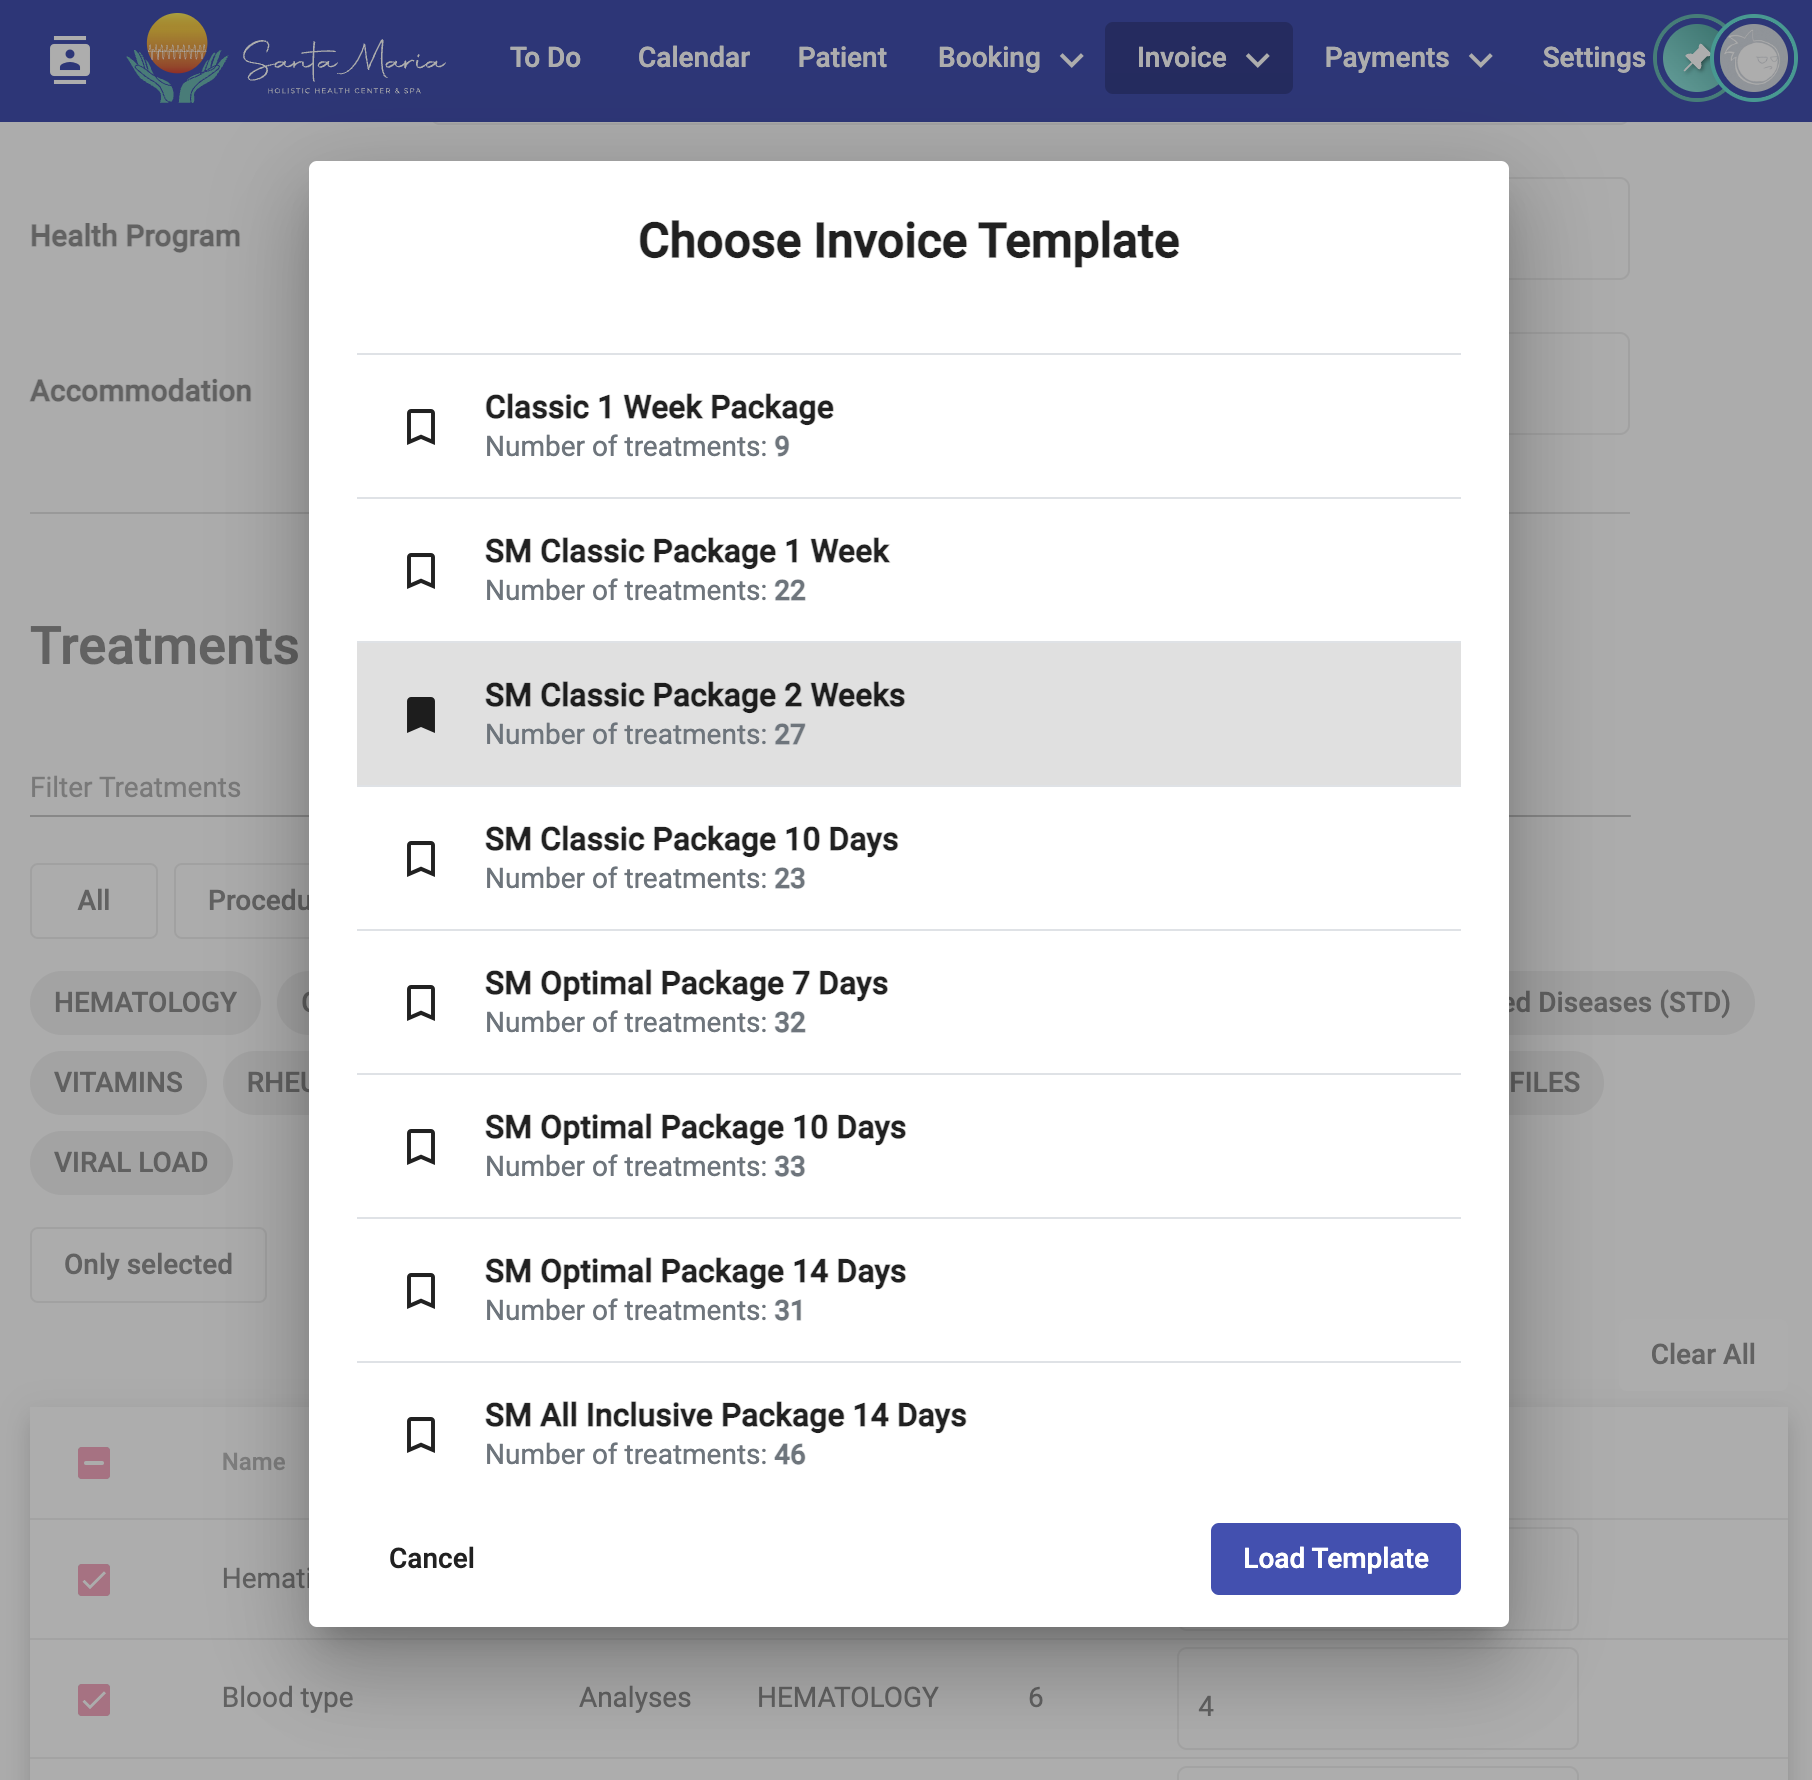 Santa Maria
HOLISTIC HEALTH CENTER & SPA
To Do
Calendar
Patient
Booking
Invoice
Payments
Settings
Health Program
Accommodation
Treatments
Filter Treatments
All
Procedu
HEMATOLOGY
ed Diseases (STD)
VITAMINS
RHEU
FILES
VIRAL LOAD
Only selected
Clear All
Name
Hemati
Blood type Analyses HEMATOLOGY 6 4
Choose Invoice Template
Classic 1 Week Package
Number of treatments: 9
SM Classic Package 1 Week
Number of treatments: 22
SM Classic Package 2 Weeks
Number of treatments: 27
SM Classic Package 10 Days
Number of treatments: 23
SM Optimal Package 7 Days
Number of treatments: 32
SM Optimal Package 10 Days
Number of treatments: 33
SM Optimal Package 14 Days
Number of treatments: 31
SM All Inclusive Package 14 Days
Number of treatments: 46
Cancel
Load Template